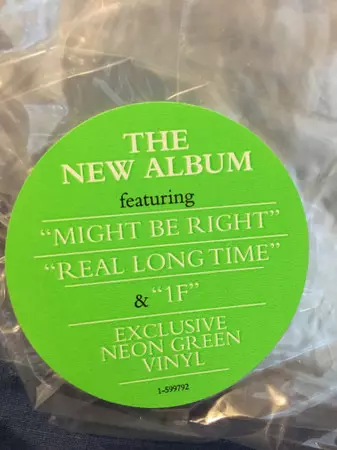 THE
NEW ALBUM
featuring
“MIGHT BE RIGHT”
“REAL LONG TIME”
& “1F”
EXCLUSIVE
NEON GREEN
VINYL
1-599792